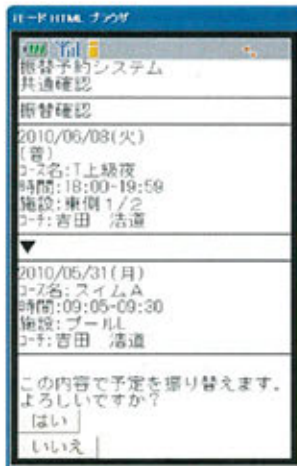 iモード HTML ブラウザ
振替予約システム
共通確認
振替確認
2010/06/08(火)
(普)
コース名:T上級夜
時間:18:00-19:59
施設:東側1/2
コーチ:吉田 浩道
▼
2010/05/31(月)
コース名:スイムA
時間:09:05-09:30
施設:プールL
コーチ:吉田 浩道
この内容で予定を振り替えます。
よろしいですか?
はい
いいえ